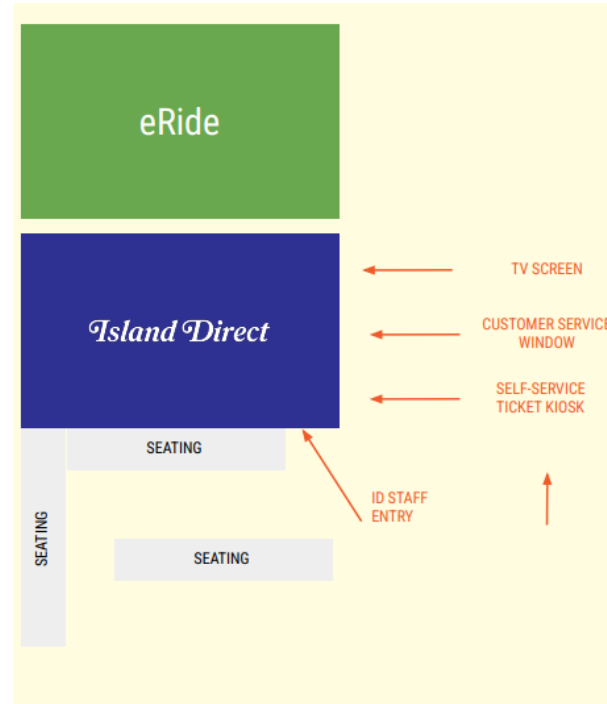 eRide
Island Direct
TV SCREEN
CUSTOMER SERVICE
WINDOW
SELF-SERVICE
TICKET KIOSK
SEATING
ID STAFF
ENTRY
SEATING
SEATING